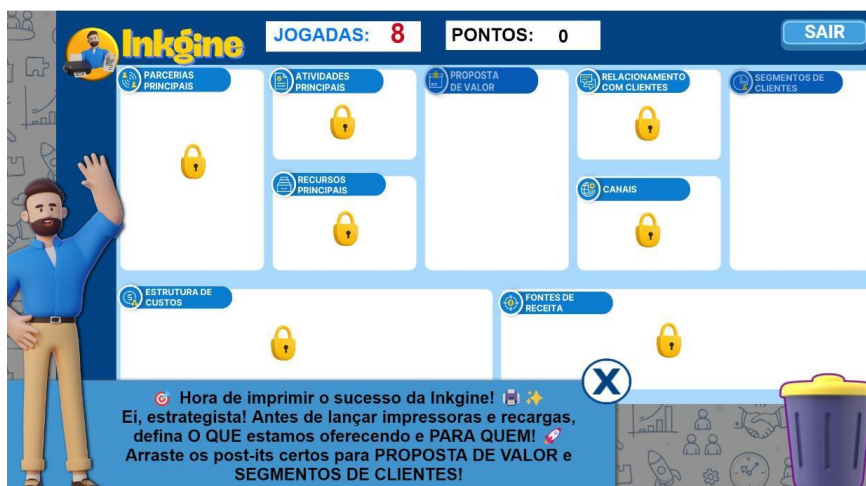 Inkgine
JOGADAS: 8
PONTOS: 0
SAIR
PARCERIAS
PRINCIPAIS
ATIVIDADES
PRINCIPAIS
PROPOSTA
DE VALOR
RELACIONAMENTO
COM CLIENTES
SEGMENTOS DE
CLIENTES
RECURSOS
PRINCIPAIS
CANAIS
ESTRUTURA DE
CUSTOS
FONTES DE
RECEITA
X
🎯 Hora de imprimir o sucesso da Inkgine! 🖨️ ✨
Ei, estrategista! Antes de lançar impressoras e recargas,
defina O QUE estamos oferecendo e PARA QUEM! 🚀
Arraste os post-its certos para PROPOSTA DE VALOR e
SEGMENTOS DE CLIENTES!